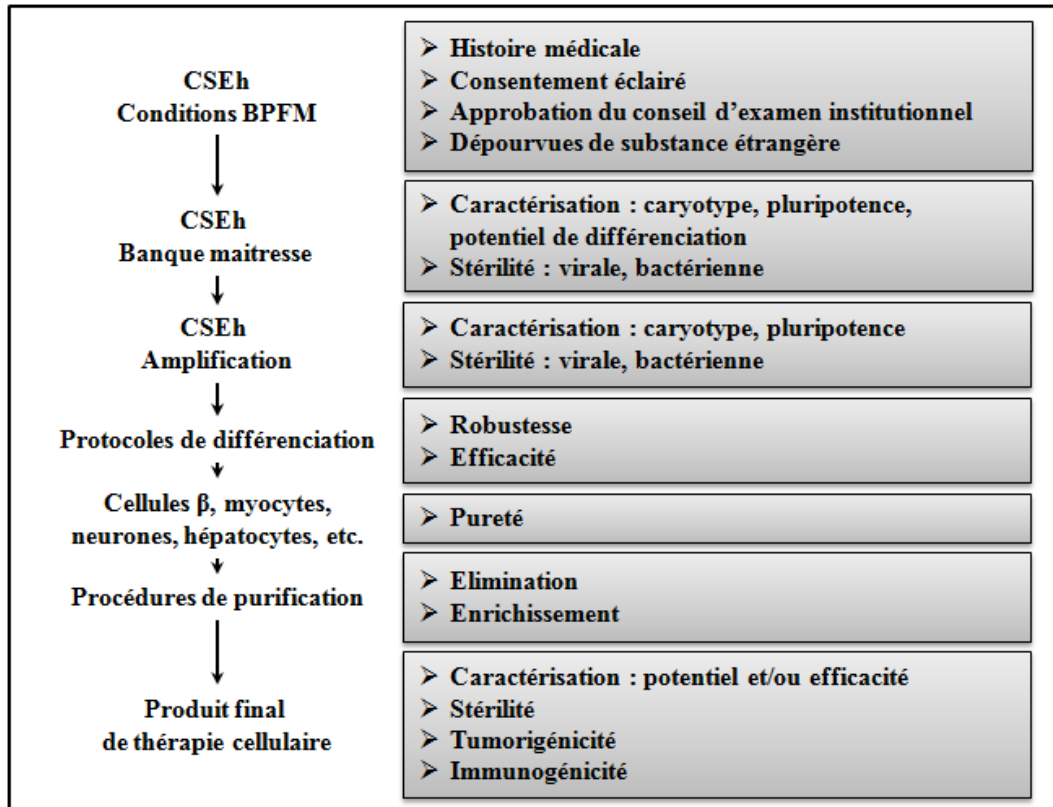 CSEh
Conditions BPFM
➢ Histoire médicale
➢ Consentement éclairé
➢ Approbation du conseil d’examen institutionnel
➢ Dépourvues de substance étrangère
CSEh
Banque maitresse
➢ Caractérisation : caryotype, pluripotence,
potentiel de différenciation
➢ Stérilité : virale, bactérienne
CSEh
Amplification
➢ Caractérisation : caryotype, pluripotence
➢ Stérilité : virale, bactérienne
Protocoles de différenciation
➢ Robustesse
➢ Efficacité
Cellules β, myocytes,
neurones, hépatocytes, etc.
➢ Pureté
Procédures de purification
➢ Elimination
➢ Enrichissement
Produit final
de thérapie cellulaire
➢ Caractérisation : potentiel et/ou efficacité
➢ Stérilité
➢ Tumorigénicité
➢ Immunogénicité